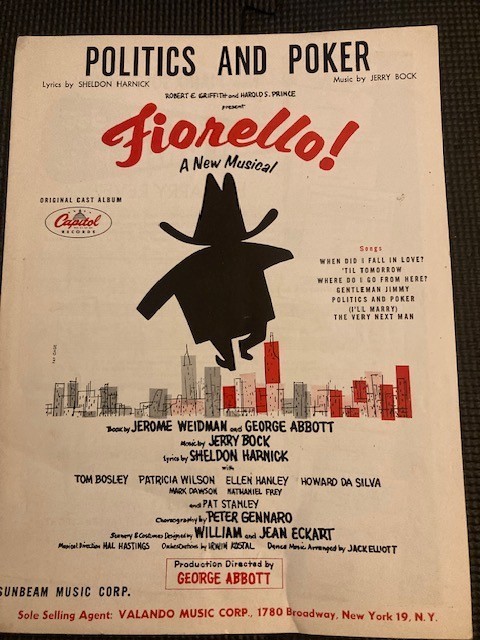 POLITICS AND POKER
Lyrics by SHELDON HARNICK
Music by JERRY BOCK
ROBERT E. GRIFFITH and HAROLD S. PRINCE
present
Fiorello!
A New Musical
ORIGINAL CAST ALBUM
Capitol
RECORDS
Songs
WHEN DID I FALL IN LOVE?
'TIL TOMORROW
WHERE DO I GO FROM HERE?
GENTLEMAN JIMMY
POLITICS AND POKER
(I'LL MARRY)
THE VERY NEXT MAN
Book by JEROME WEIDMAN and GEORGE ABBOTT
Music by JERRY BOCK
Lyrics by SHELDON HARNICK
with
TOM BOSLEY PATRICIA WILSON ELLEN HANLEY HOWARD DA SILVA
MARK DAWSON NATHANIEL FREY
and PAT STANLEY
Choreography by PETER GENNARO
Scenery & Costumes Designed by WILLIAM and JEAN ECKART
Musical Direction HAL HASTINGS Orchestrations by IRWIN KOSTAL Dance Music Arranged by JACK ELLIOTT
Production Directed by
GEORGE ABBOTT
SUNBEAM MUSIC CORP.
Sole Selling Agent: VALANDO MUSIC CORP., 1780 Broadway, New York 19, N.Y.